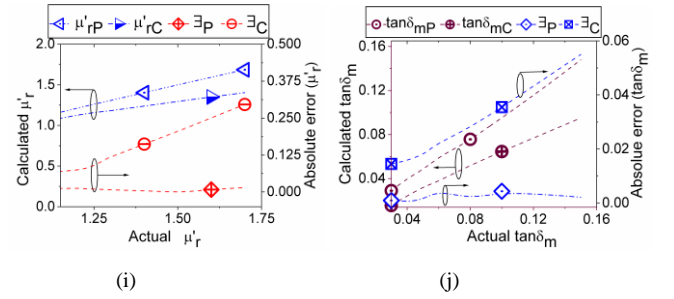 μ'rP μ'rC ∃P ∃C
2.0
1.5
1.0
0.5
0.0
Calculated μ'r
0.500
0.375
0.250
0.125
0.000
Absolute error (μ'r)
1.25 1.50 1.75
Actual μ'r
(i)
tanδmP tanδmC ∃P ∃C
0.16
0.12
0.08
0.04
Calculated tanδm
0.06
0.04
0.02
0.00
Absolute error (tanδm)
0.04 0.08 0.12 0.16
Actual tanδm
(j)